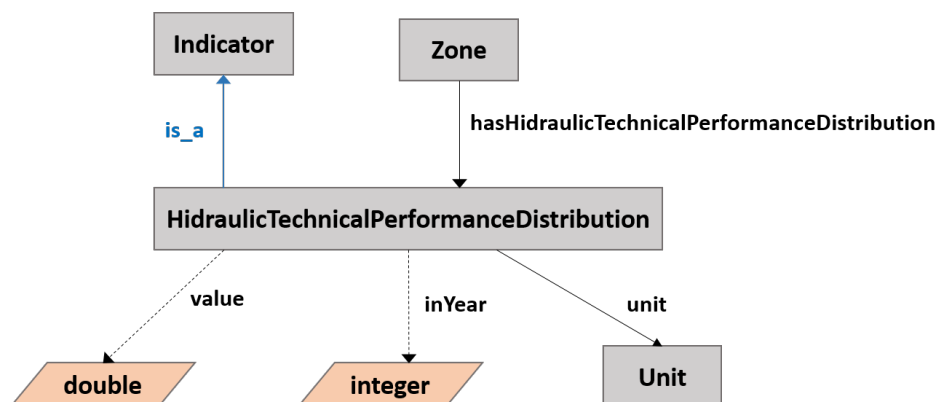 Indicator
Zone
is_a
hasHidraulicTechnicalPerformanceDistribution
HidraulicTechnicalPerformanceDistribution
value
inYear
unit
double
integer
Unit